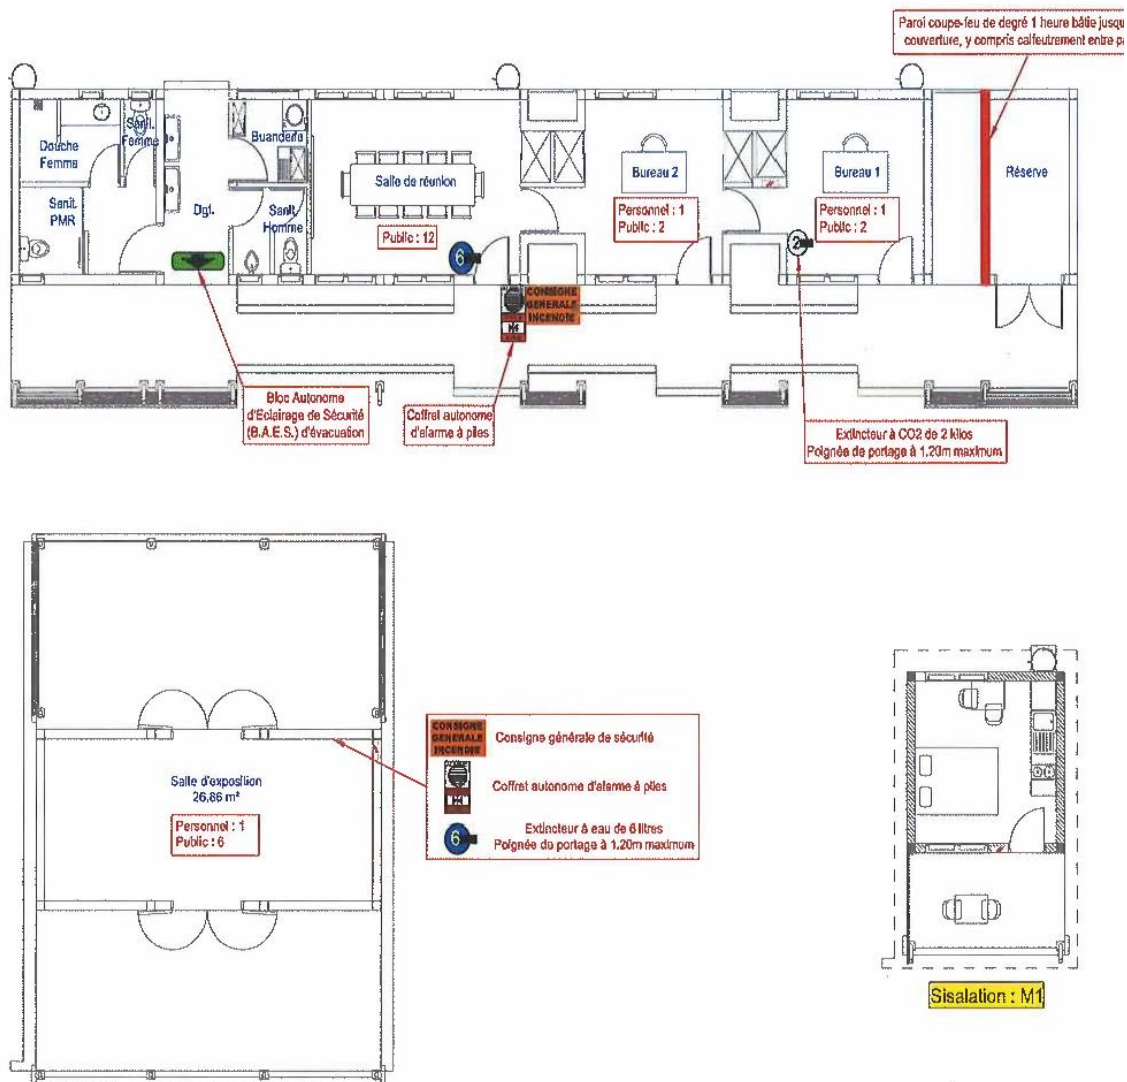 Paroi coupe-feu de degré 1 heure bâtie
couverture, y compris calfeutrement entre
Douche
Femme
Sanit.
Femme
Buanderie
Salle de réunion
Bureau 2
Bureau 1
Réserve
Sanit.
PMR
Dgt.
Sanit.
Homme
Public : 12
Personnel : 1
Public : 2
Personnel : 1
Public : 2
6
2
CONSIGNE
GENERALE
INCENDIE
Bloc Autonome
d'Eclairage de Sécurité
(B.A.E.S.) d'évacuation
Coffret autonome
d'alarme à piles
Extincteur à CO2 de 2 kilos
Poignée de portage à 1,20m maximum
CONSIGNE
GENERALE
INCENDIE
Consigne générale de sécurité
Coffret autonome d'alarme à piles
6
Extincteur à eau de 6 litres
Poignée de portage à 1,20m maximum
Salle d'exposition
26,86 m²
Personnel : 1
Public : 6
Sisalation : M1